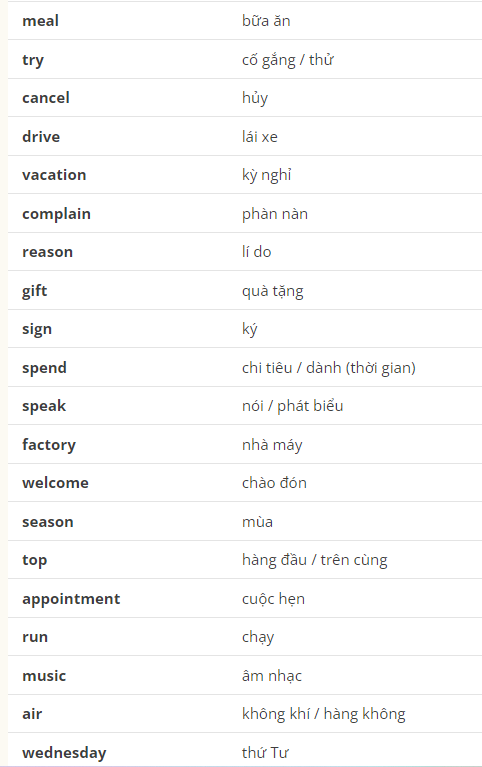 meal bữa ăn
try cố gắng / thử
cancel hủy
drive lái xe
vacation kỳ nghỉ
complain phàn nàn
reason lí do
gift quà tặng
sign ký
spend chi tiêu / dành (thời gian)
speak nói / phát biểu
factory nhà máy
welcome chào đón
season mùa
top hàng đầu / trên cùng
appointment cuộc hẹn
run chạy
music âm nhạc
air không khí / hàng không
wednesday thứ Tư